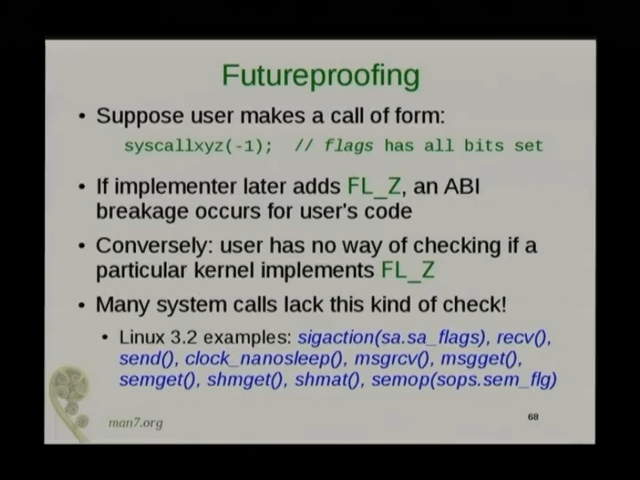 Futureproofing
• Suppose user makes a call of form:
syscallxyz(-1); // flags has all bits set
• If implementer later adds FL_Z, an ABI
breakage occurs for user's code
• Conversely: user has no way of checking if a
particular kernel implements FL_Z
• Many system calls lack this kind of check!
• Linux 3.2 examples: sigaction(sa.sa_flags), recv(),
send(), clock_nanosleep(), msgrcv(), msgget(),
semget(), shmget(), shmat(), semop(sops.sem_flg)
man7.org
68